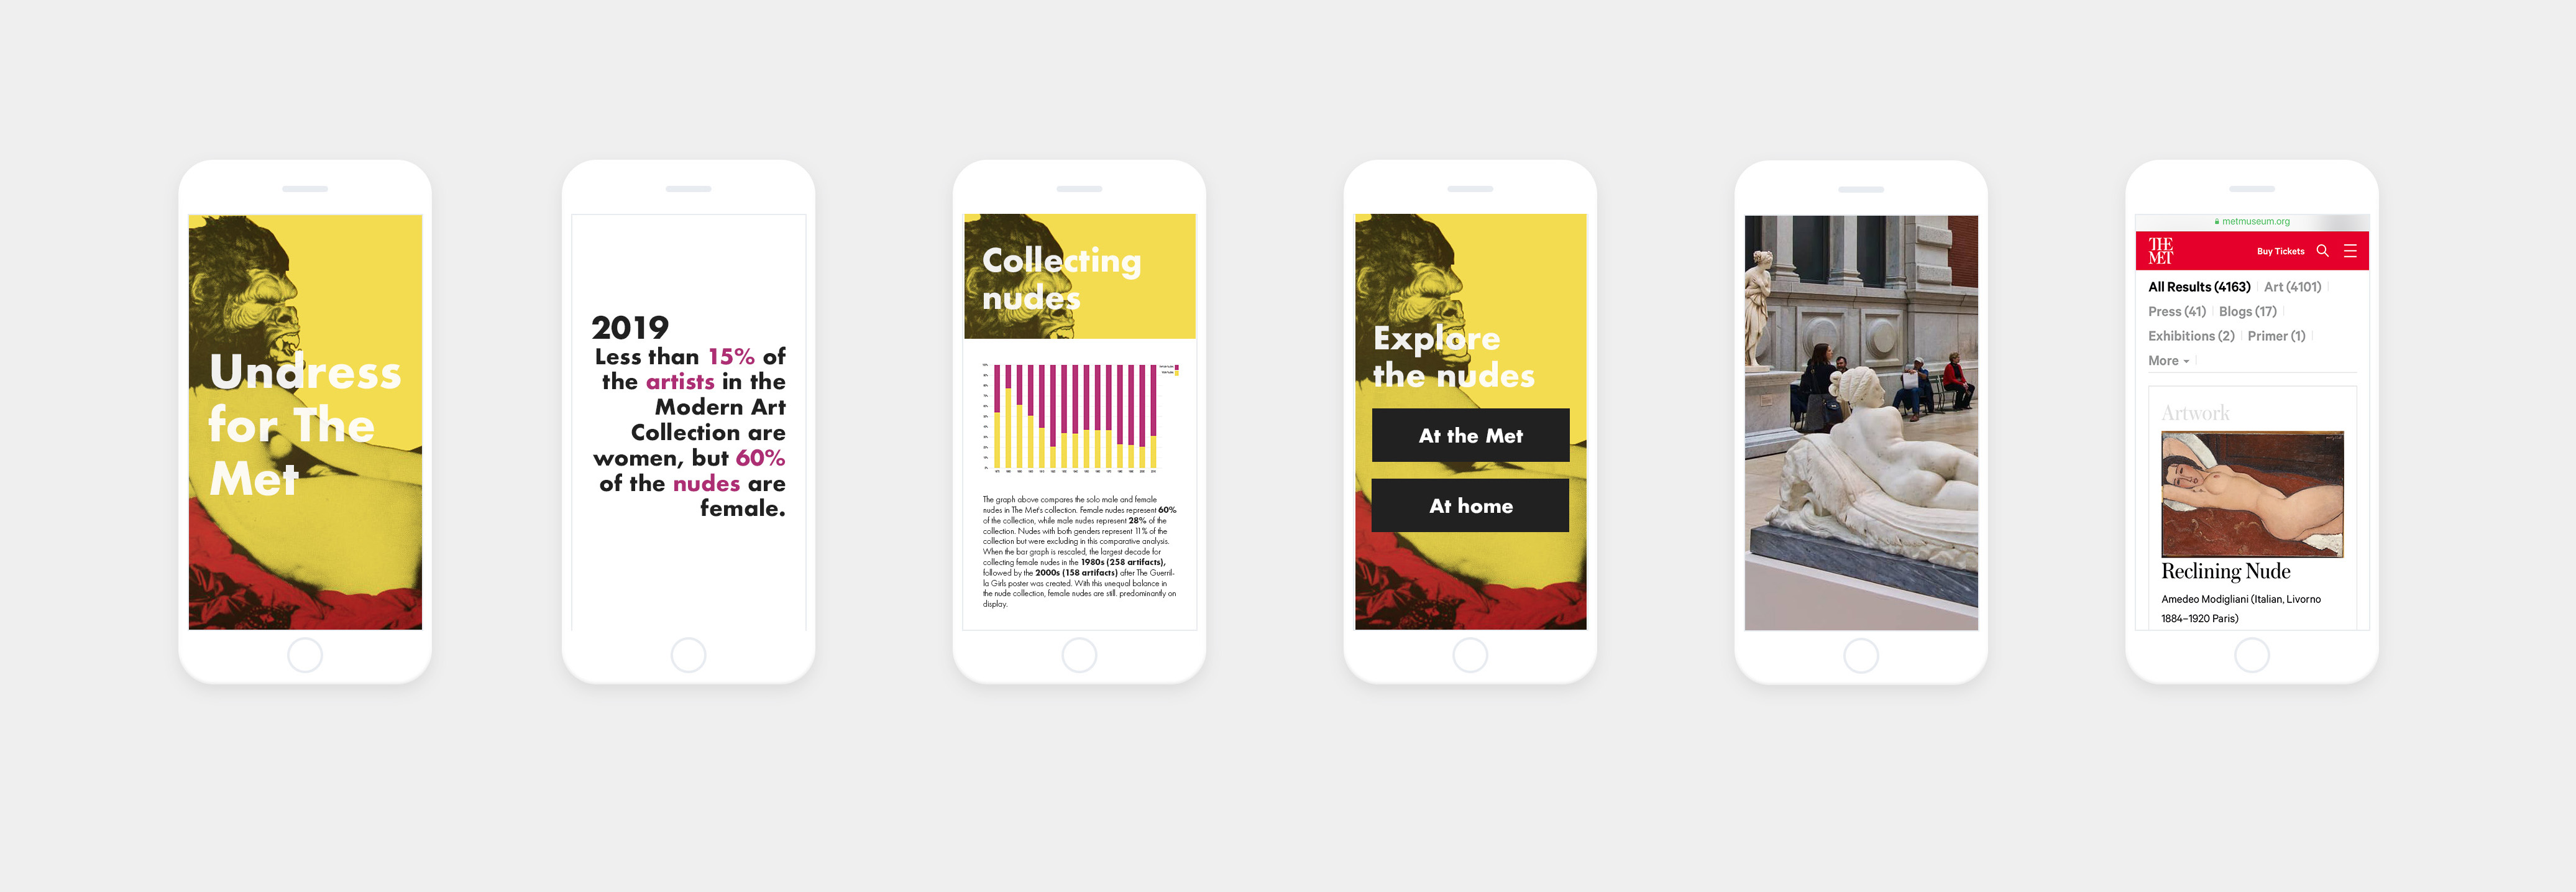 Undress
for The
Met
2019
Less than 15% of
the artists in the
Modern Art
Collection are
women, but 60%
of the nudes are
female.
Collecting
nudes
The graph above compares the solo male and female
nudes in The Met's collection. Female nudes represent 60%
of the collection, while male nudes represent 28% of the
collection. Nudes with both genders represent 11% of the
collection but were excluding in this comparative analysis.
When the bar graph is rescaled, the largest decade for
collecting female nudes in the 1980s (258 artifacts),
followed by the 2000s (158 artifacts) after The Guerril-
la Girls poster was created. With this unequal balance in
the nude collection, female nudes are still. predominantly on
display.
Explore
the nudes
At the Met
At home
metmuseum.org
THE
MET
Buy Tickets
All Results (4163) Art (4101)
Press (41) Blogs (17)
Exhibitions (2) Primer (1)
More
Artwork
Reclining Nude
Amedeo Modigliani (Italian, Livorno
1884–1920 Paris)